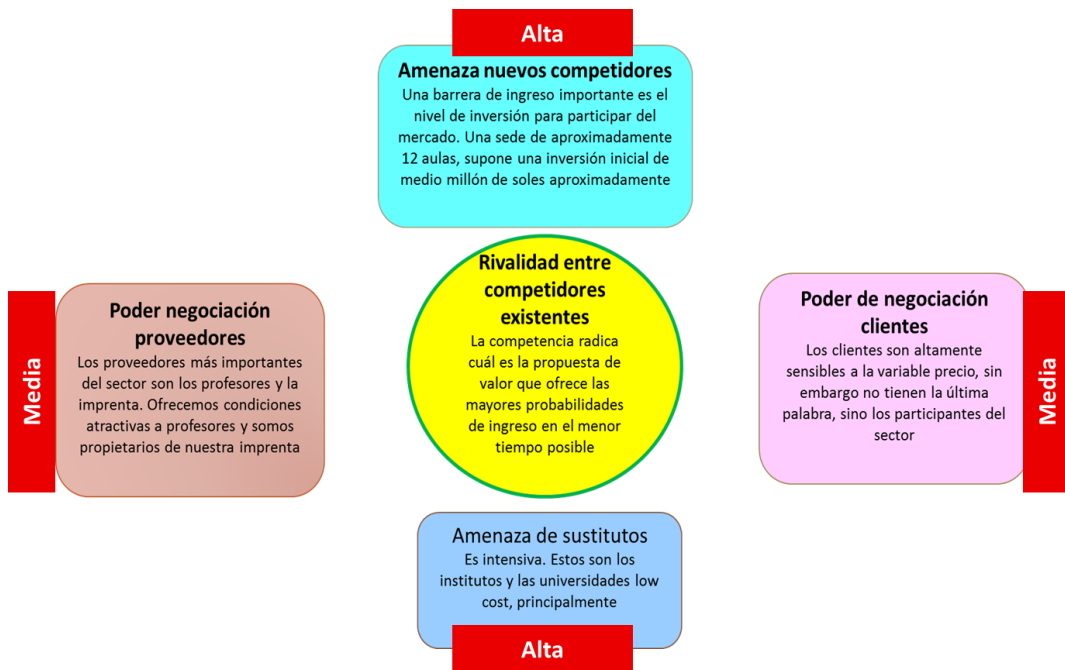 Alta
Amenaza nuevos competidores
Una barrera de ingreso importante es el
nivel de inversión para participar del
mercado. Una sede de aproximadamente
12 aulas, supone una inversión inicial de
medio millón de soles aproximadamente
Media
Poder negociación
proveedores
Los proveedores más importantes
del sector son los profesores y la
imprenta. Ofrecemos condiciones
atractivas a profesores y somos
propietarios de nuestra imprenta
Rivalidad entre
competidores
existentes
La competencia radica
cuál es la propuesta de
valor que ofrece las
mayores probabilidades
de ingreso en el menor
tiempo posible
Poder de negociación
clientes
Los clientes son altamente
sensibles a la variable precio, sin
embargo no tienen la última
palabra, sino los participantes del
sector
Media
Amenaza de sustitutos
Es intensiva. Estos son los
institutos y las universidades low
cost, principalmente
Alta